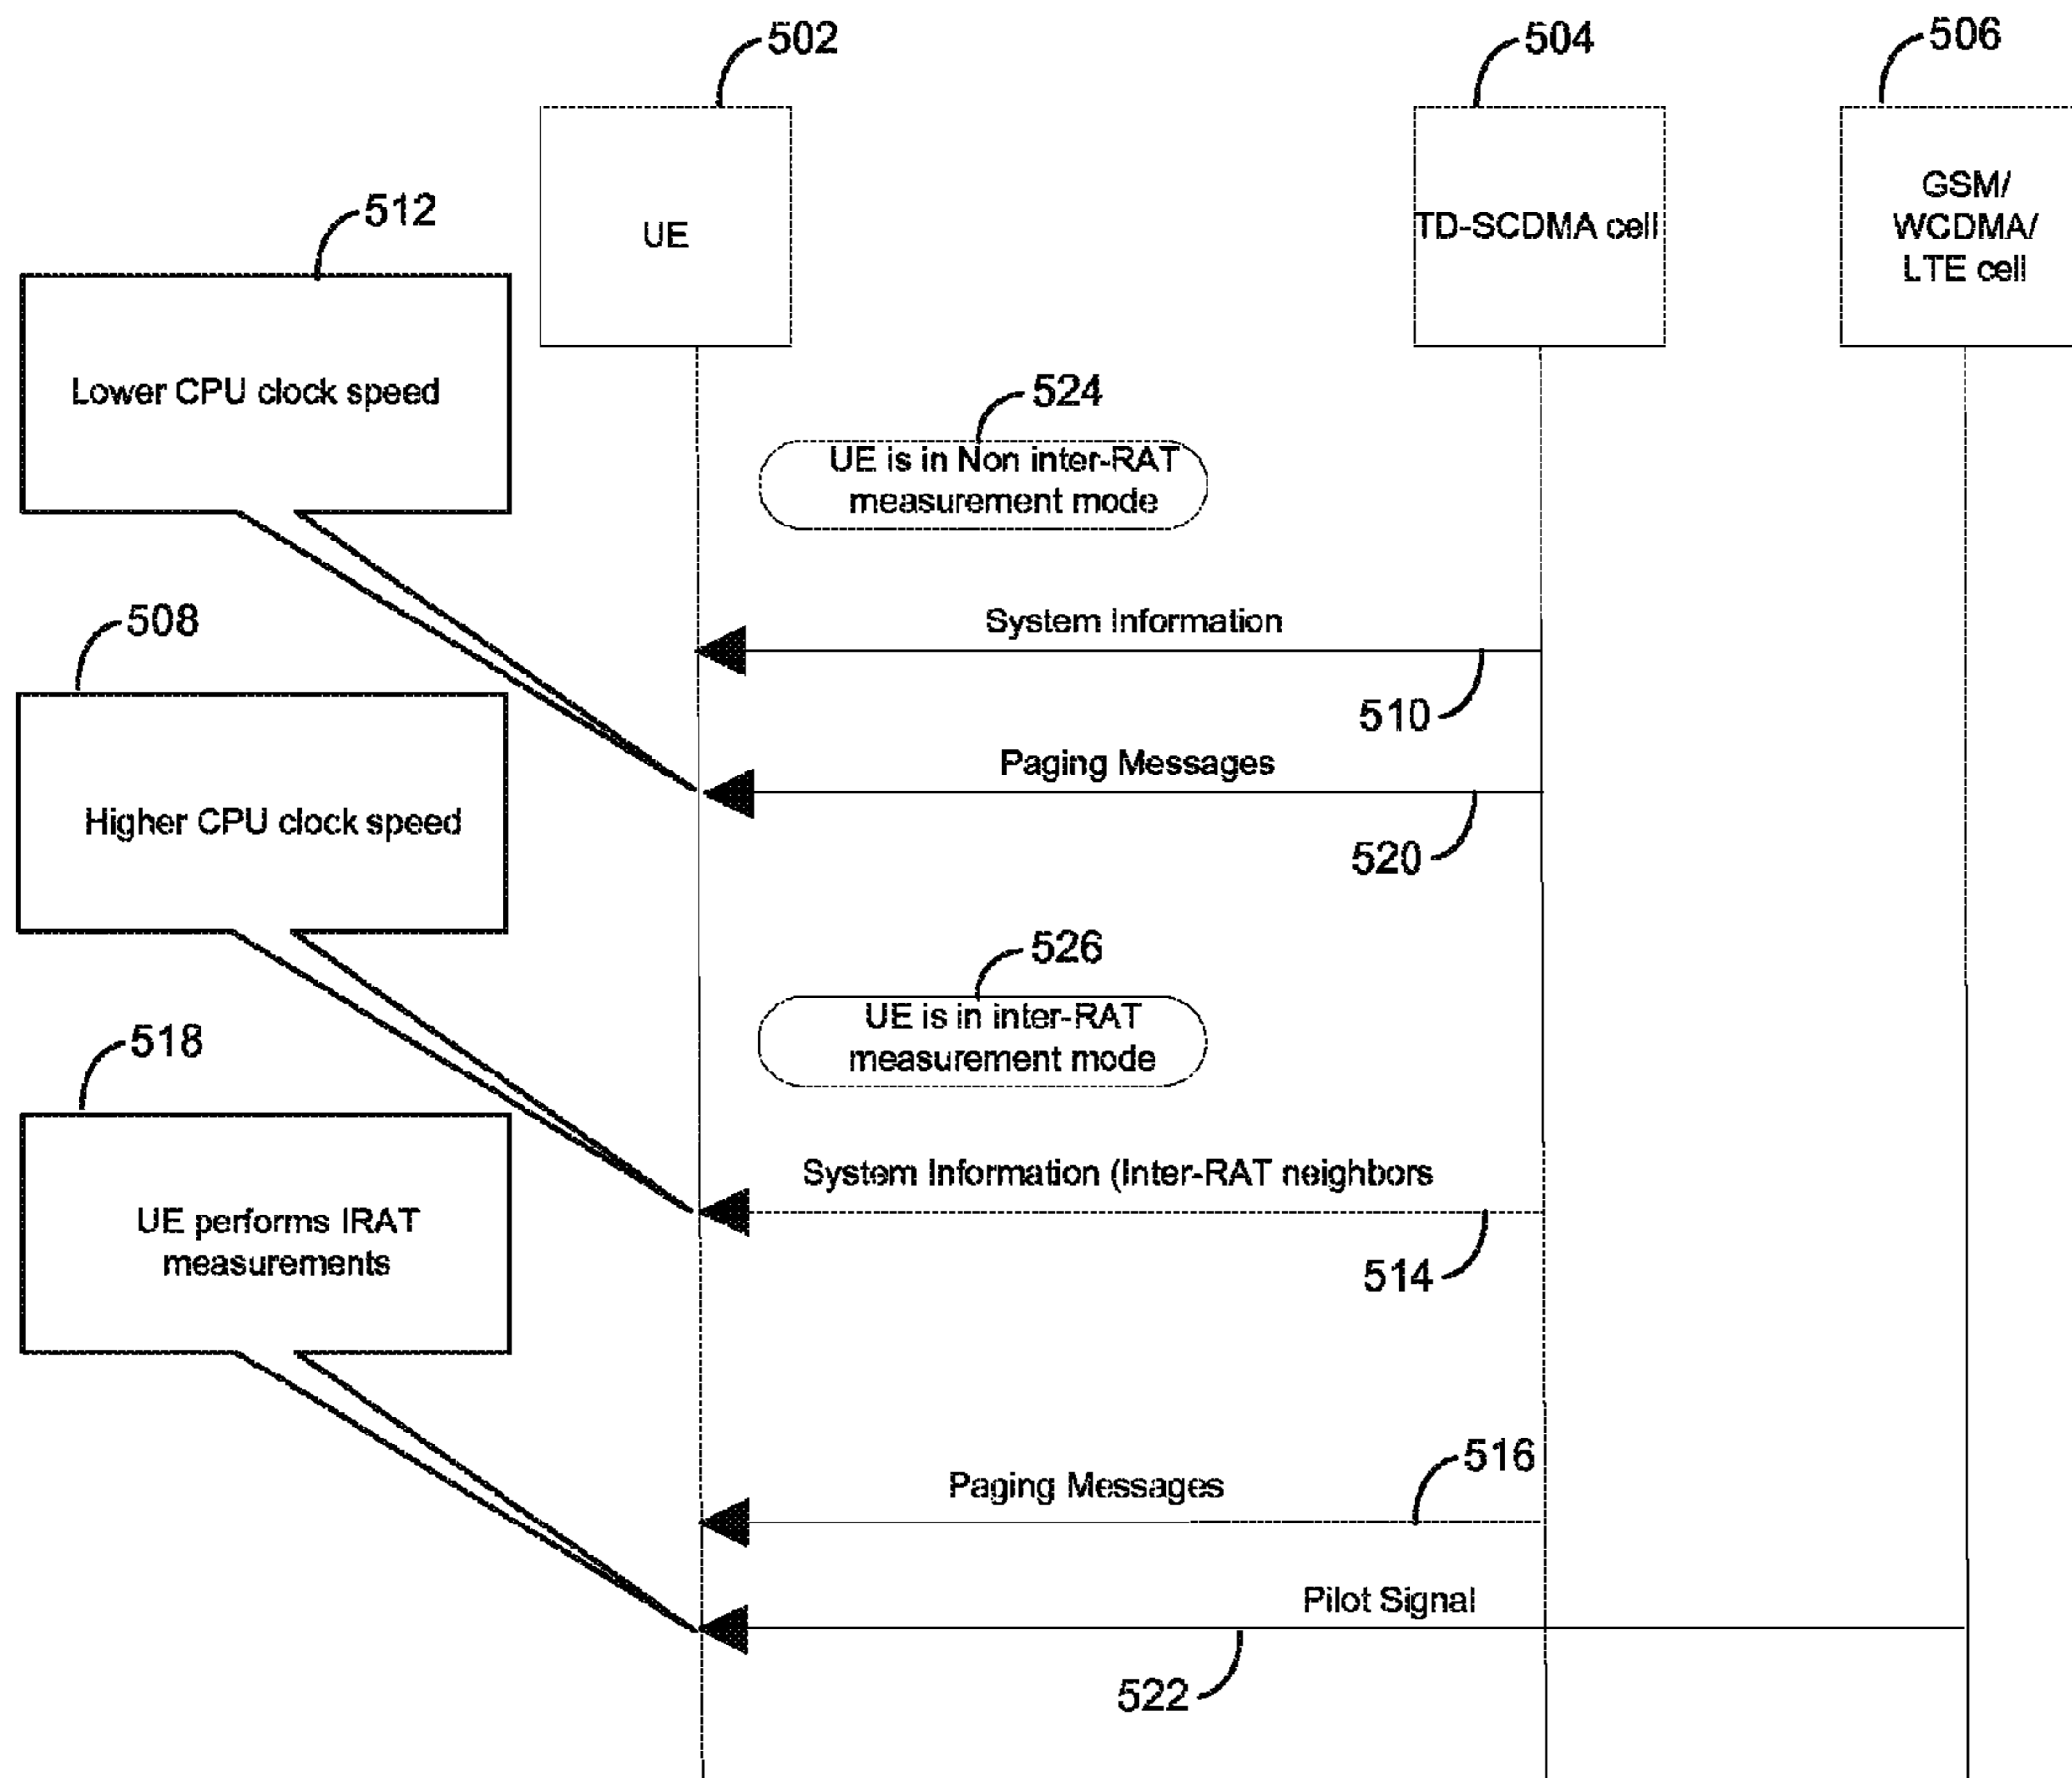 502
504
506
UE
TD-SCDMA cell
GSM/
WCDMA/
LTE cell
512
Lower CPU clock speed
524
UE is in Non inter-RAT
measurement mode
System Information
510
508
Higher CPU clock speed
Paging Messages
520
526
UE is in inter-RAT
measurement mode
518
UE performs IRAT
measurements
System Information (Inter-RAT neighbors
514
516
Paging Messages
Pilot Signal
522